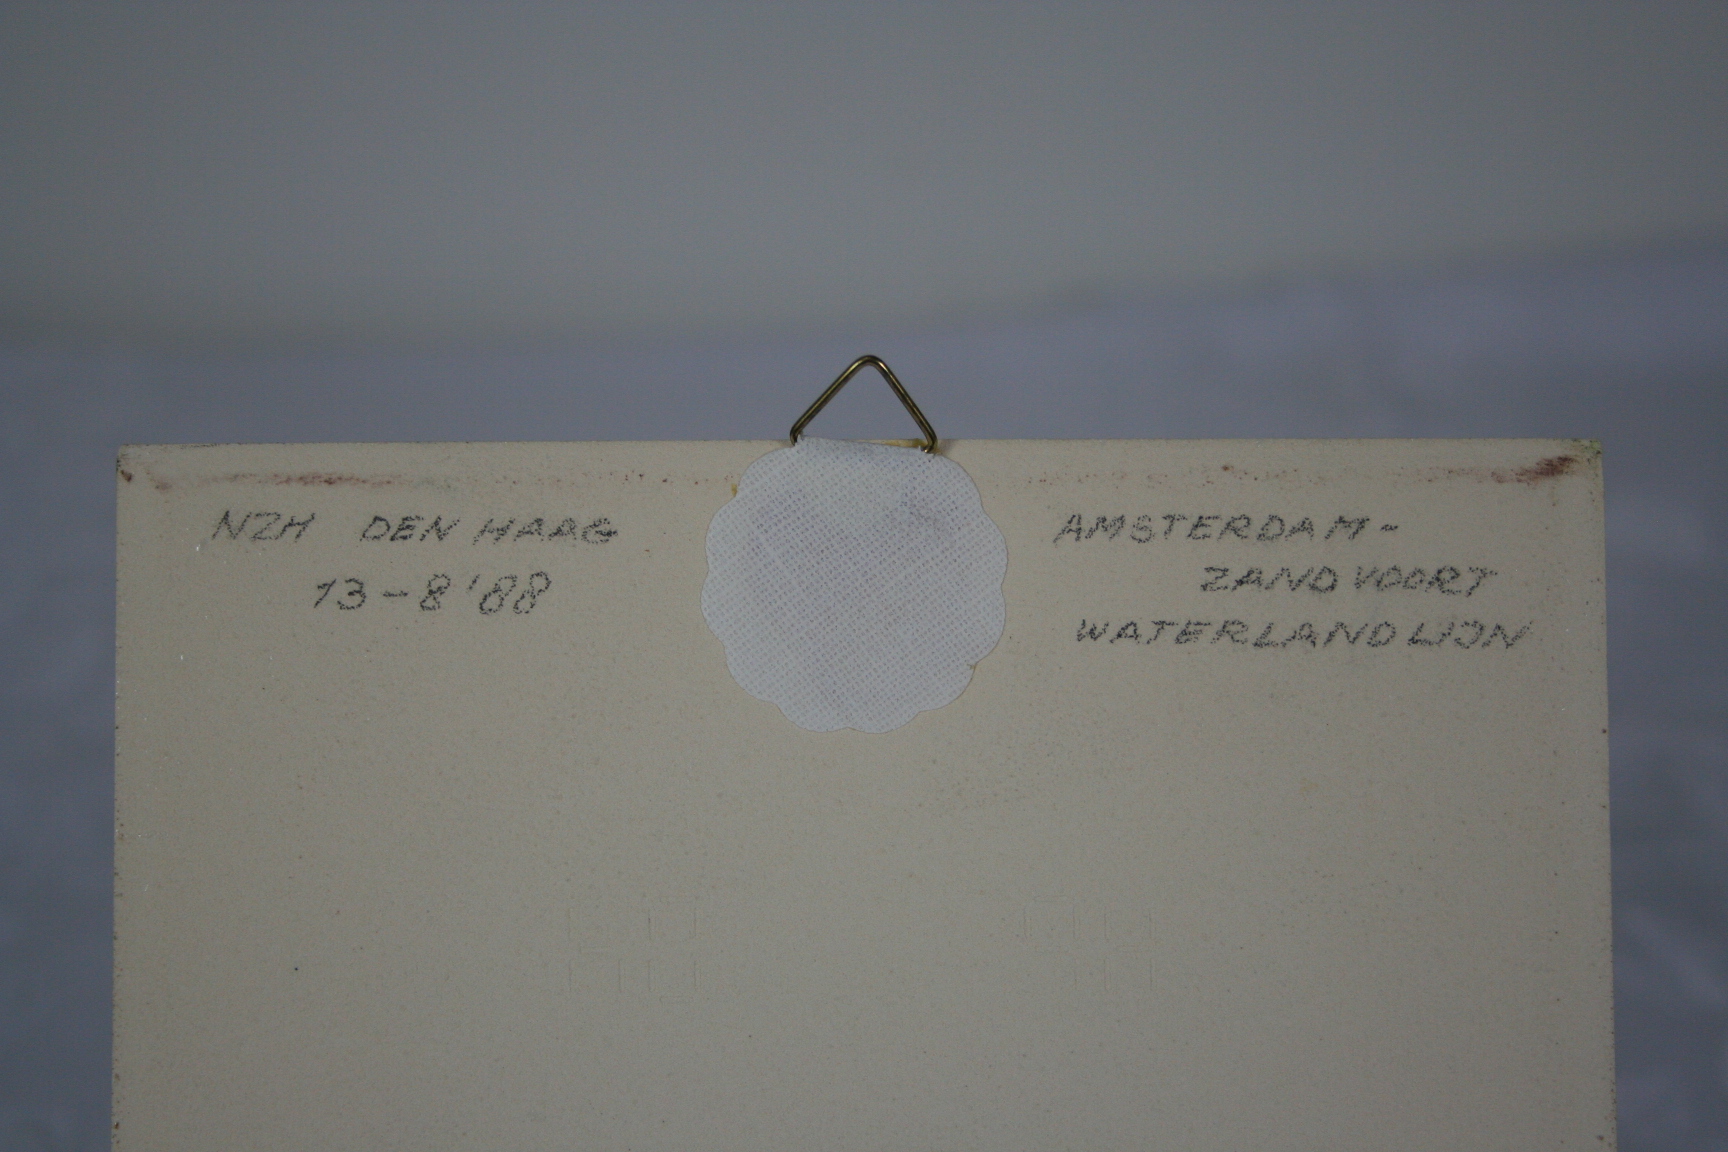 NZH DEN HAAG
13-8'88
AMSTERDAM-
ZANDVOORT
WATERLANDLIJN